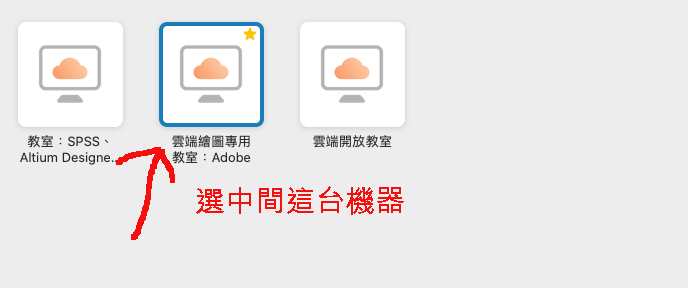 教室：SPSS、
Altium Designe...
雲端繪圖專用
教室：Adobe
雲端開放教室
選中間這台機器